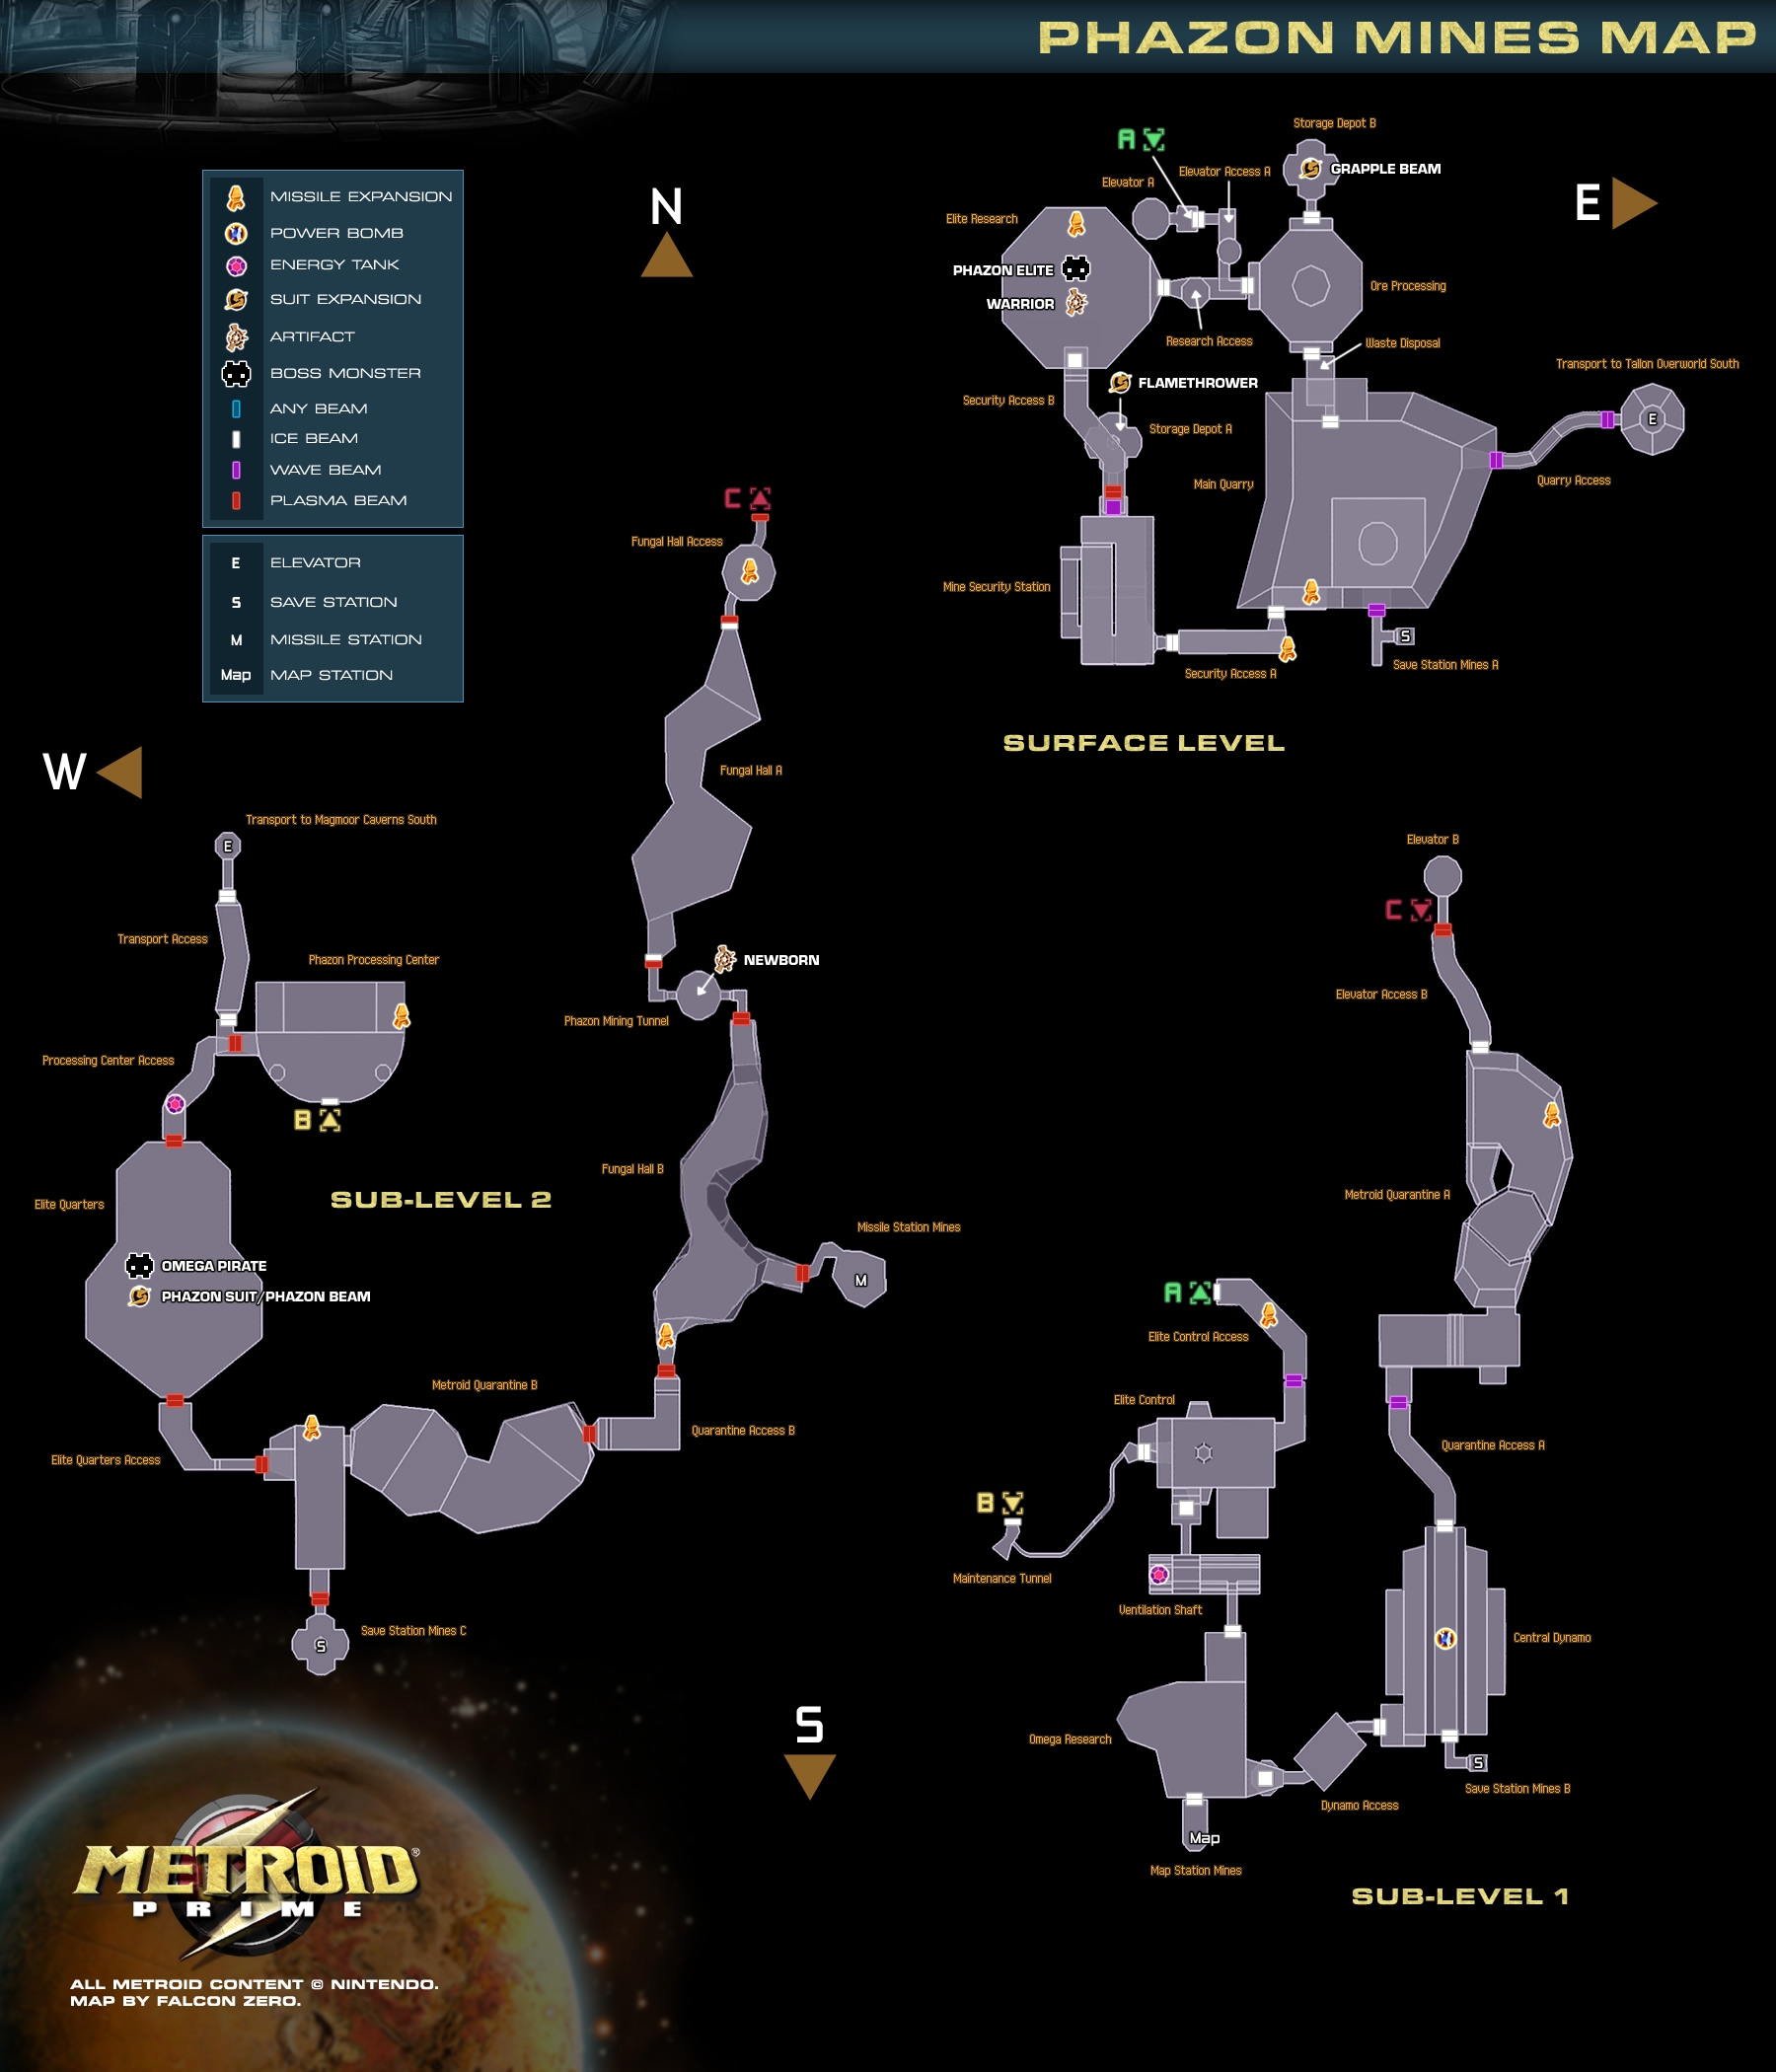 PHAZON MINES MAP
MISSILE EXPANSION
POWER BOMB
ENERGY TANK
SUIT EXPANSION
ARTIFACT
BOSS MONSTER
ANY BEAM
ICE BEAM
WAVE BEAM
PLASMA BEAM
E ELEVATOR
S SAVE STATION
M MISSILE STATION
Map MAP STATION
N
E
W
S
Storage Depot B
GRAPPLE BEAM
A
Elevator Access A
Elevator A
Elite Research
PHAZON ELITE
WARRIOR
Ore Processing
Research Access
Waste Disposal
Transport to Tallon Overworld South
E
FLAMETHROWER
Security Access B
Storage Depot A
Main Quarry
Quarry Access
Mine Security Station
S
Save Station Mines A
Security Access A
SURFACE LEVEL
C
Fungal Hall Access
Fungal Hall A
NEWBORN
Phazon Mining Tunnel
Fungal Hall B
Missile Station Mines
M
Transport to Magmoor Caverns South
E
Transport Access
Phazon Processing Center
Processing Center Access
B
Elite Quarters
SUB-LEVEL 2
OMEGA PIRATE
PHAZON SUIT/PHAZON BEAM
Metroid Quarantine B
Quarantine Access B
Elite Quarters Access
Save Station Mines C
S
Elevator B
C
Elevator Access B
Metroid Quarantine A
A
Elite Control Access
Elite Control
Quarantine Access A
B
Maintenance Tunnel
Ventilation Shaft
Central Dynamo
Omega Research
S
Save Station Mines B
Dynamo Access
Map
Map Station Mines
SUB-LEVEL 1
METROID®
PRIME
ALL METROID CONTENT © NINTENDO.
MAP BY FALCON ZERO.